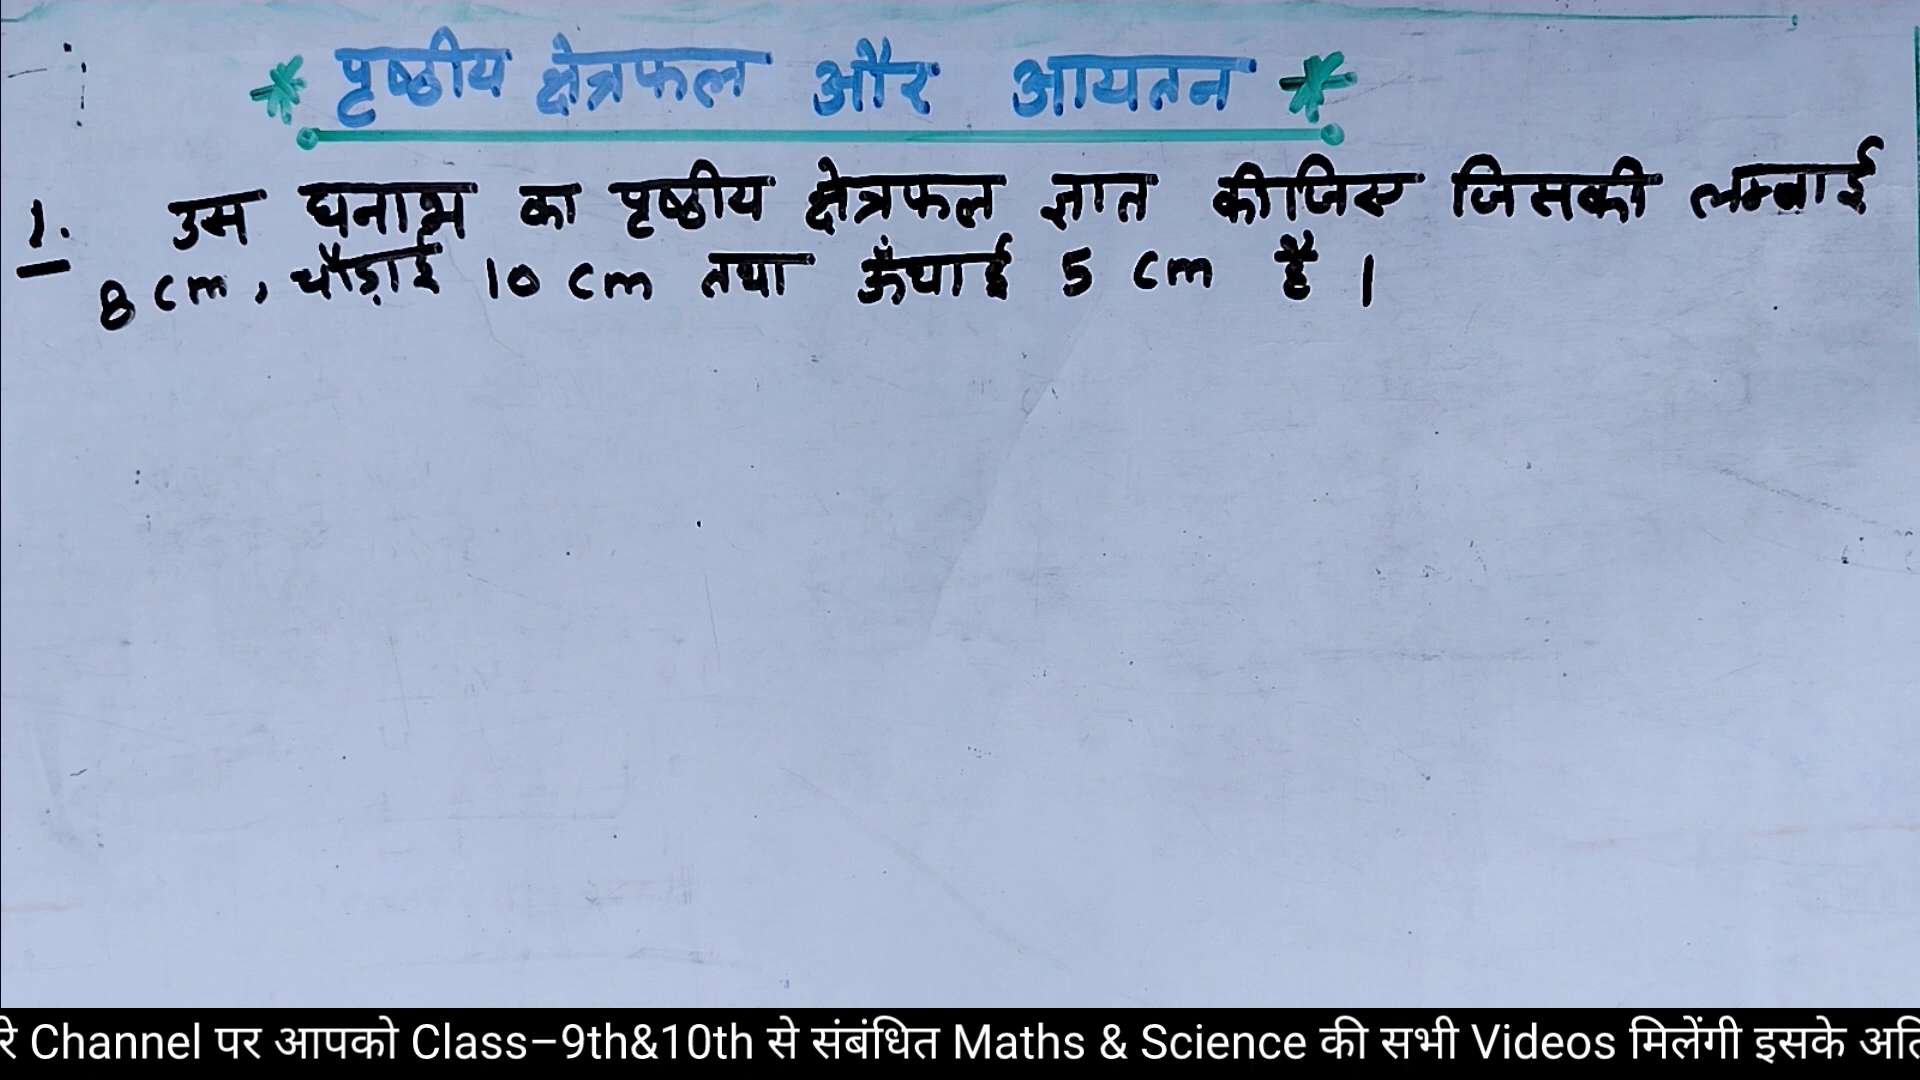 * पृष्ठीय क्षेत्रफल और आयतन *
1. उस घनाभ का पृष्ठीय क्षेत्रफल ज्ञात कीजिए जिसकी लम्बाई
8 cm, चौड़ाई 10 cm तथा ऊँचाई 5 cm है ।
रे Channel पर आपको Class–9th&10th से संबंधित Maths & Science की सभी Videos मिलेंगी इसके